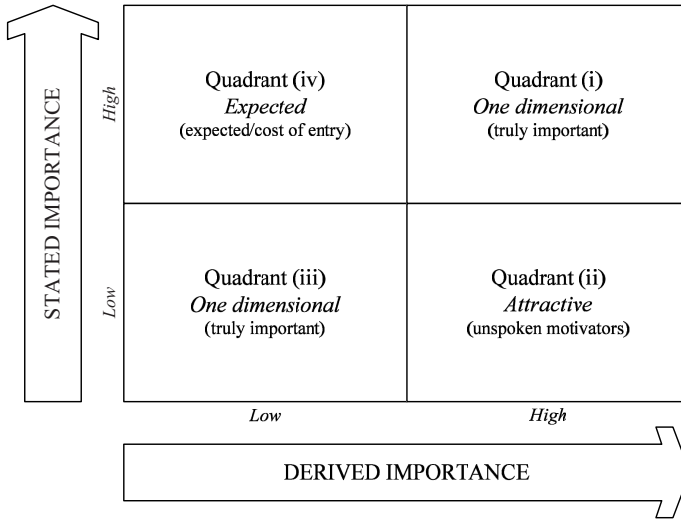 STATED IMPORTANCE
High
Low
Quadrant (iv)
Expected
(expected/cost of entry)
Quadrant (i)
One dimensional
(truly important)
Quadrant (iii)
One dimensional
(truly important)
Quadrant (ii)
Attractive
(unspoken motivators)
Low
High
DERIVED IMPORTANCE